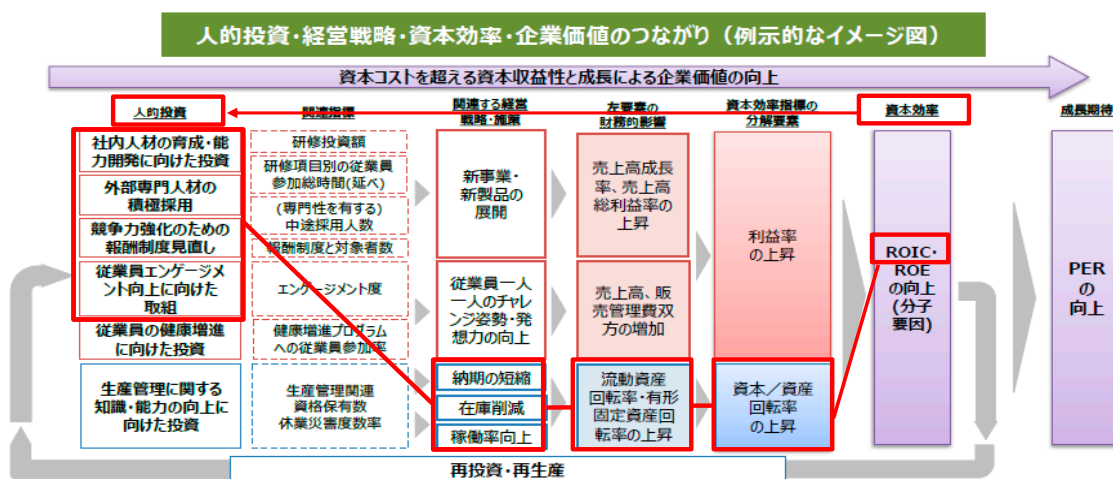 人的投資・経営戦略・資本効率・企業価値のつながり（例示的なイメージ図）
資本コストを超える資本収益性と成長による企業価値の向上
人的投資
関連指標
関連する経営
戦略・施策
左要素の
財務的影響
資本効率指標の
分解要素
資本効率
成長期待
社内人材の育成・能
力開発に向けた投資
外部専門人材の
積極採用
競争力強化のための
報酬制度見直し
従業員エンゲージメ
ント向上に向けた
取組
従業員の健康増進
に向けた投資
生産管理に関する
知識・能力の向上に
向けた投資
研修投資額
研修項目別の従業員
参加総時間(延べ)
(専門性を有する)
中途採用人数
報酬制度と対象者数
エンゲージメント度
健康増進プログラム
への従業員参加率
生産管理関連
資格保有数
休業災害度数率
新事業・
新製品の
展開
従業員一人
一人のチャレ
ンジ姿勢・発
想力の向上
納期の短縮
在庫削減
稼働率向上
売上高成長
率、売上高
総利益率の
上昇
売上高、販
売管理費双
方の増加
流動資産
回転率・有形
固定資産回
転率の上昇
利益率
の上昇
資本／資産
回転率
の上昇
ROIC・
ROE
の向上
(分子
要因)
PER
の
向上
再投資・再生産